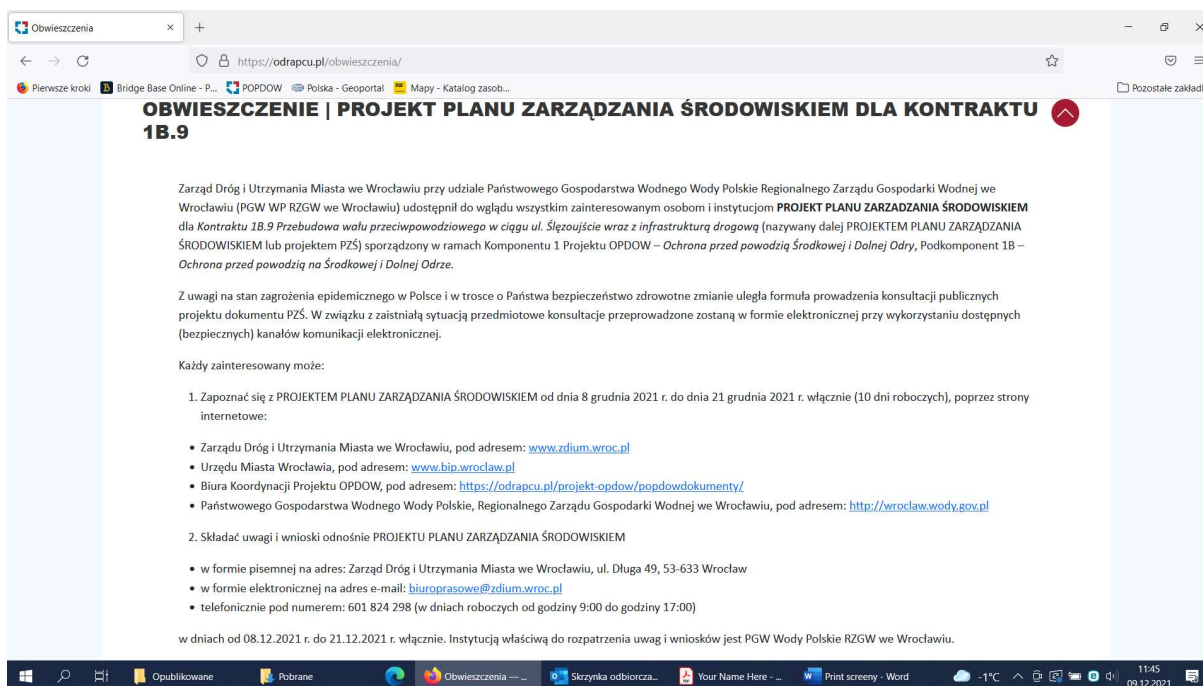 Obwieszczenia
https://odrapcu.pl/obwieszczenia/
Pierwsze kroki
Bridge Base Online - P...
POPDOW
Polska - Geoportal
Mapy - Katalog zasob...
Pozostałe zakład
OBWIESZCZENIE | PROJEKT PLANU ZARZĄDZANIA ŚRODOWISKIEM DLA KONTRAKTU
1B.9
Zarząd Dróg i Utrzymania Miasta we Wrocławiu przy udziale Państwowego Gospodarstwa Wodnego Wody Polskie Regionalnego Zarządu Gospodarki Wodnej we
Wrocławiu (PGW WP RZGW we Wrocławiu) udostępnił do wglądu wszystkim zainteresowanym osobom i instytucjom PROJEKT PLANU ZARZADZANIA ŚRODOWISKIEM
dla Kontraktu 1B.9 Przebudowa wału przeciwpowodziowego w ciągu ul. Ślęzoujście wraz z infrastrukturą drogową (nazywany dalej PROJEKTEM PLANU ZARZĄDZANIA
ŚRODOWISKIEM lub projektem PZŚ) sporządzony w ramach Komponentu 1 Projektu OPDOW – Ochrona przed powodzią Środkowej i Dolnej Odry, Podkomponent 1B –
Ochrona przed powodzią na Środkowej i Dolnej Odrze.
Z uwagi na stan zagrożenia epidemicznego w Polsce i w trosce o Państwa bezpieczeństwo zdrowotne zmianie uległa formuła prowadzenia konsultacji publicznych
projektu dokumentu PZŚ. W związku z zaistniałą sytuacją przedmiotowe konsultacje przeprowadzone zostaną w formie elektronicznej przy wykorzystaniu dostępnych
(bezpiecznych) kanałów komunikacji elektronicznej.
Każdy zainteresowany może:
1. Zapoznać się z PROJEKTEM PLANU ZARZĄDZANIA ŚRODOWISKIEM od dnia 8 grudnia 2021 r. do dnia 21 grudnia 2021 r. włącznie (10 dni roboczych), poprzez strony
internetowe:
• Zarządu Dróg i Utrzymania Miasta we Wrocławiu, pod adresem: www.zdium.wroc.pl
• Urzędu Miasta Wrocławia, pod adresem: www.bip.wroclaw.pl
• Biura Koordynacji Projektu OPDOW, pod adresem: https://odrapcu.pl/projekt-opdow/popdowdokumenty/
• Państwowego Gospodarstwa Wodnego Wody Polskie, Regionalnego Zarządu Gospodarki Wodnej we Wrocławiu, pod adresem: http://wroclaw.wody.gov.pl
2. Składać uwagi i wnioski odnośnie PROJEKTU PLANU ZARZĄDZANIA ŚRODOWISKIEM
• w formie pisemnej na adres: Zarząd Dróg i Utrzymania Miasta we Wrocławiu, ul. Długa 49, 53-633 Wrocław
• w formie elektronicznej na adres e-mail: biuroprasowe@zdium.wroc.pl
• telefonicznie pod numerem: 601 824 298 (w dniach roboczych od godziny 9:00 do godziny 17:00)
w dniach od 08.12.2021 r. do 21.12.2021 r. włącznie. Instytucją właściwą do rozpatrzenia uwag i wniosków jest PGW Wody Polskie RZGW we Wrocławiu.
Opublikowane
Pobrane
Obwieszczenia — ...
Skrzynka odbiorcza...
Your Name Here - ...
Print screeny - Word
-1°C
11:45
09.12.2021